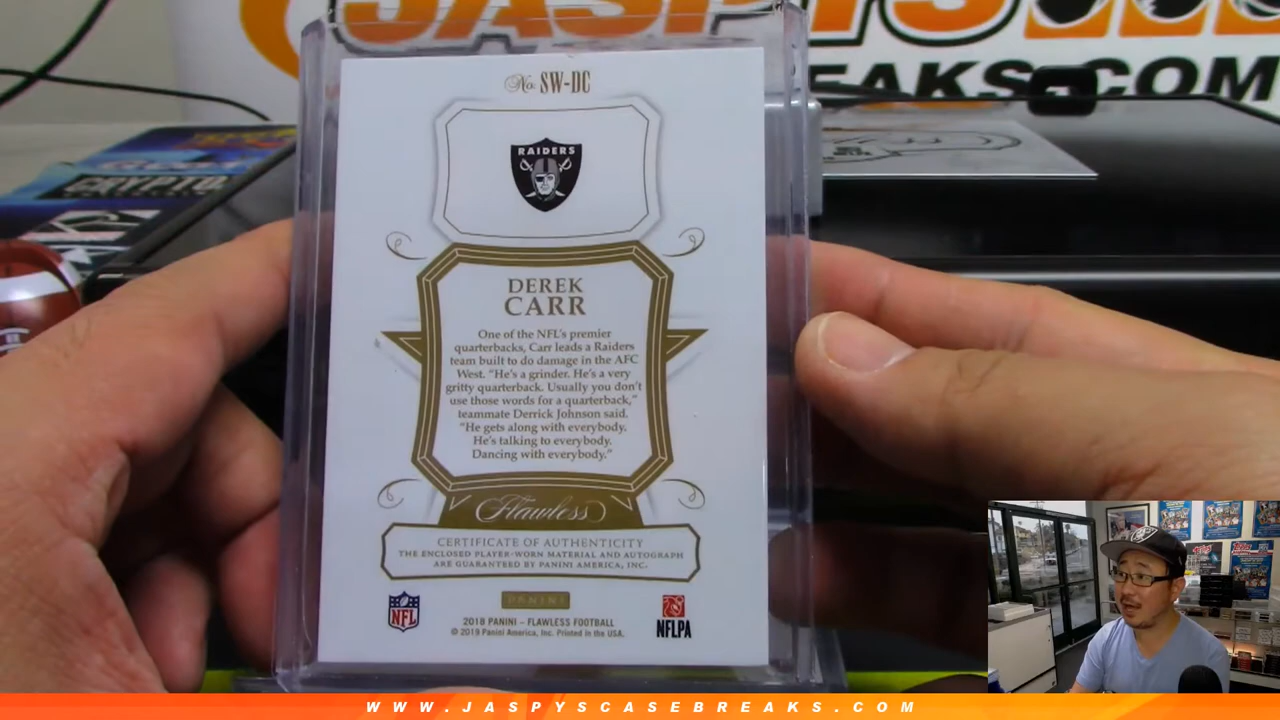 JASPYS
BREAKS.COM
CRYPTO
No. SW-DC
RAIDERS
DEREK
CARR
One of the NFL's premier
quarterbacks, Carr leads a Raiders
team built to do damage in the AFC
West. "He's a grinder. He's a very
gritty quarterback. Usually you don't
use those words for a quarterback,"
teammate Derrick Johnson said.
"He gets along with everybody.
He's talking to everybody.
Dancing with everybody."
Flawless
CERTIFICATE OF AUTHENTICITY
THE ENCLOSED PLAYER-WORN MATERIAL AND AUTOGRAPH
ARE GUARANTEED BY PANINI AMERICA, INC.
PANINI
NFL
2018 PANINI – FLAWLESS FOOTBALL
© 2019 Panini America, Inc. Printed in the USA.
NFLPA
WWW.JASPYSCASEBREAKS.COM